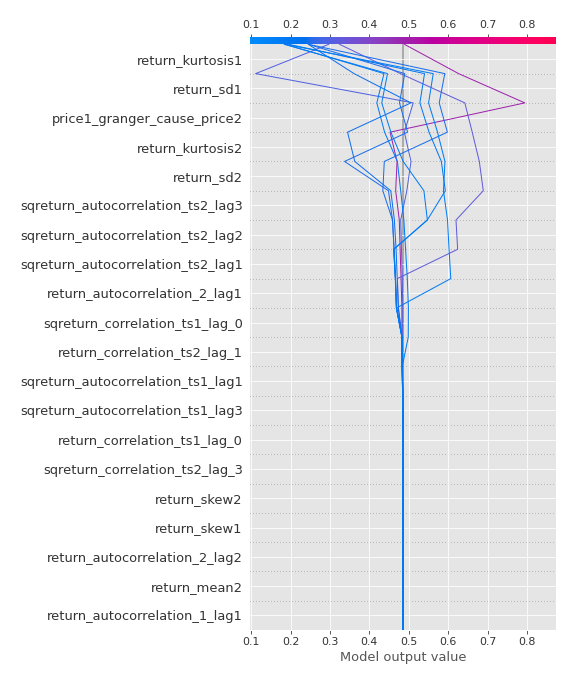 0.1 0.2 0.3 0.4 0.5 0.6 0.7 0.8
return_kurtosis1
return_sd1
price1_granger_cause_price2
return_kurtosis2
return_sd2
sqreturn_autocorrelation_ts2_lag3
sqreturn_autocorrelation_ts2_lag2
sqreturn_autocorrelation_ts2_lag1
return_autocorrelation_2_lag1
sqreturn_correlation_ts1_lag_0
return_correlation_ts2_lag_1
sqreturn_autocorrelation_ts1_lag1
sqreturn_autocorrelation_ts1_lag3
return_correlation_ts1_lag_0
sqreturn_correlation_ts2_lag_3
return_skew2
return_skew1
return_autocorrelation_2_lag2
return_mean2
return_autocorrelation_1_lag1
0.1 0.2 0.3 0.4 0.5 0.6 0.7 0.8
Model output value